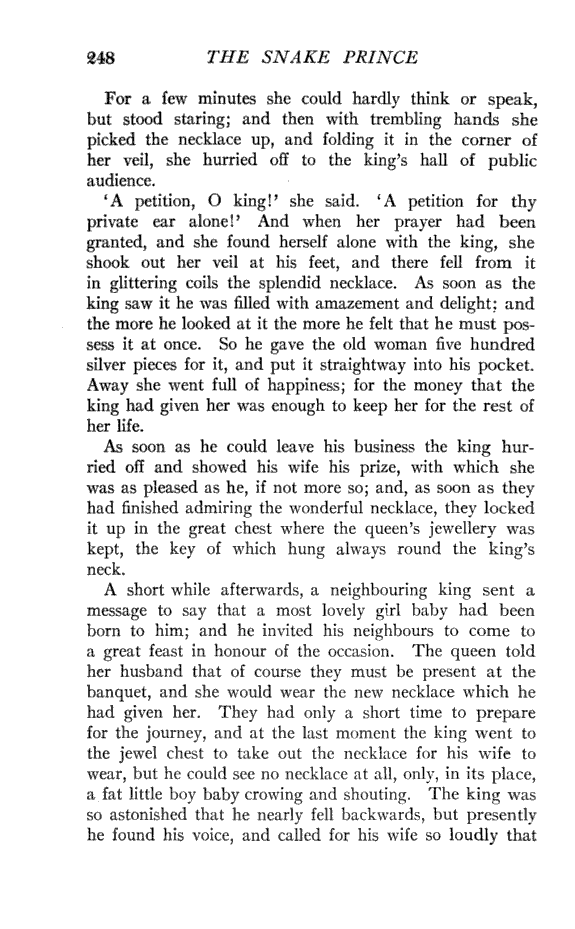 248 THE SNAKE PRINCE
For a few minutes she could hardly think or speak,
but stood staring; and then with trembling hands she
picked the necklace up, and folding it in the corner of
her veil, she hurried off to the king's hall of public
audience.
'A petition, O king!' she said. 'A petition for thy
private ear alone!' And when her prayer had been
granted, and she found herself alone with the king, she
shook out her veil at his feet, and there fell from it
in glittering coils the splendid necklace. As soon as the
king saw it he was filled with amazement and delight; and
the more he looked at it the more he felt that he must pos-
sess it at once. So he gave the old woman five hundred
silver pieces for it, and put it straightway into his pocket.
Away she went full of happiness; for the money that the
king had given her was enough to keep her for the rest of
her life.
As soon as he could leave his business the king hur-
ried off and showed his wife his prize, with which she
was as pleased as he, if not more so; and, as soon as they
had finished admiring the wonderful necklace, they locked
it up in the great chest where the queen's jewellery was
kept, the key of which hung always round the king's
neck.
A short while afterwards, a neighbouring king sent a
message to say that a most lovely girl baby had been
born to him; and he invited his neighbours to come to
a great feast in honour of the occasion. The queen told
her husband that of course they must be present at the
banquet, and she would wear the new necklace which he
had given her. They had only a short time to prepare
for the journey, and at the last moment the king went to
the jewel chest to take out the necklace for his wife to
wear, but he could see no necklace at all, only, in its place,
a fat little boy baby crowing and shouting. The king was
so astonished that he nearly fell backwards, but presently
he found his voice, and called for his wife so loudly that